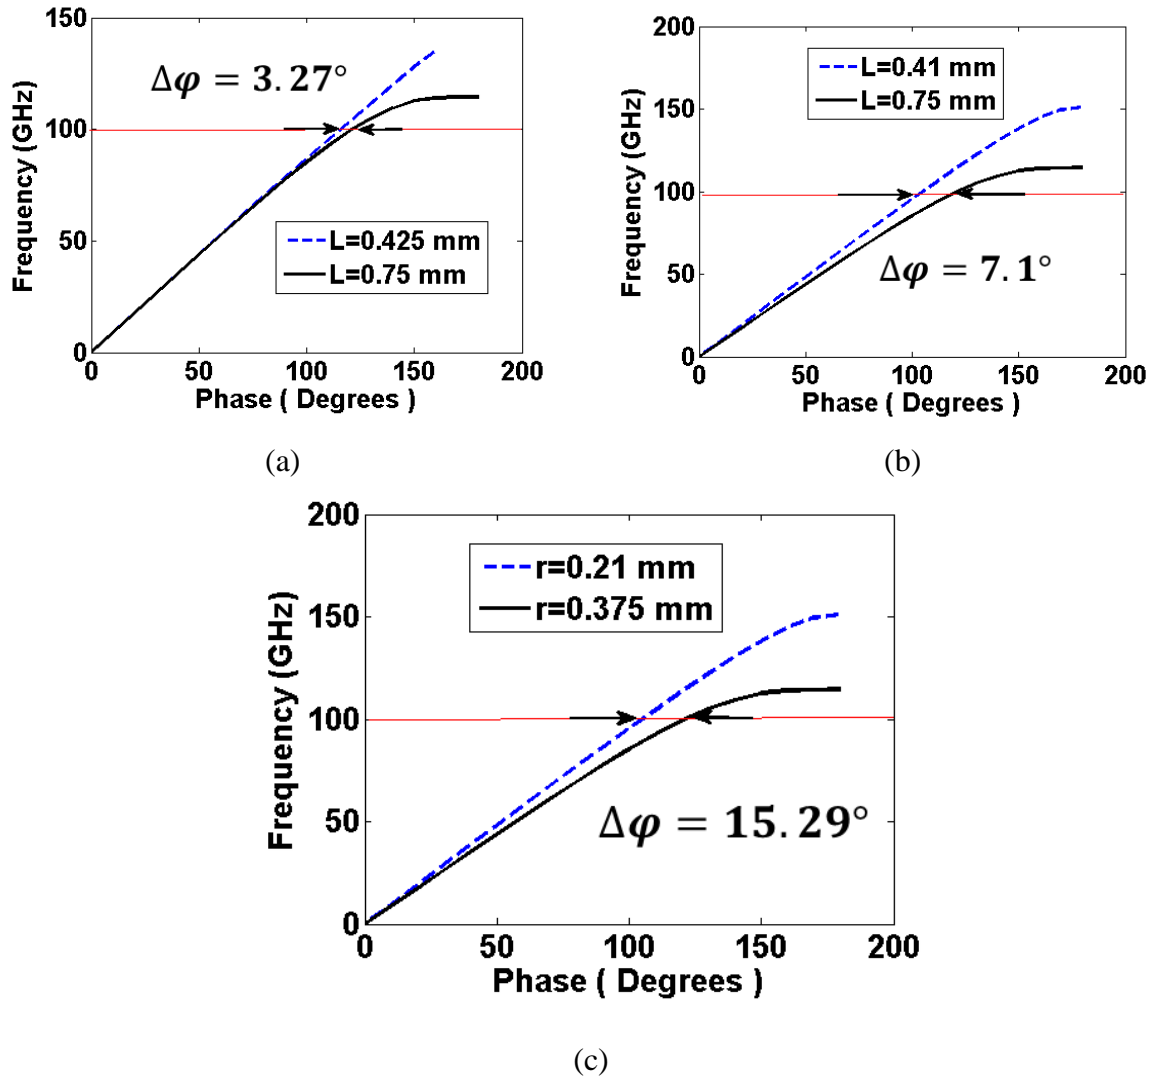 Δφ = 3.27°
L=0.425 mm
L=0.75 mm
Frequency (GHz)
150
100
50
0
0 50 100 150 200
Phase ( Degrees )
(a)
L=0.41 mm
L=0.75 mm
Δφ = 7.1°
Frequency (GHz)
200
150
100
50
0
0 50 100 150 200
Phase ( Degrees )
(b)
r=0.21 mm
r=0.375 mm
Δφ = 15.29°
Frequency (GHz)
200
150
100
50
0
0 50 100 150 200
Phase ( Degrees )
(c)